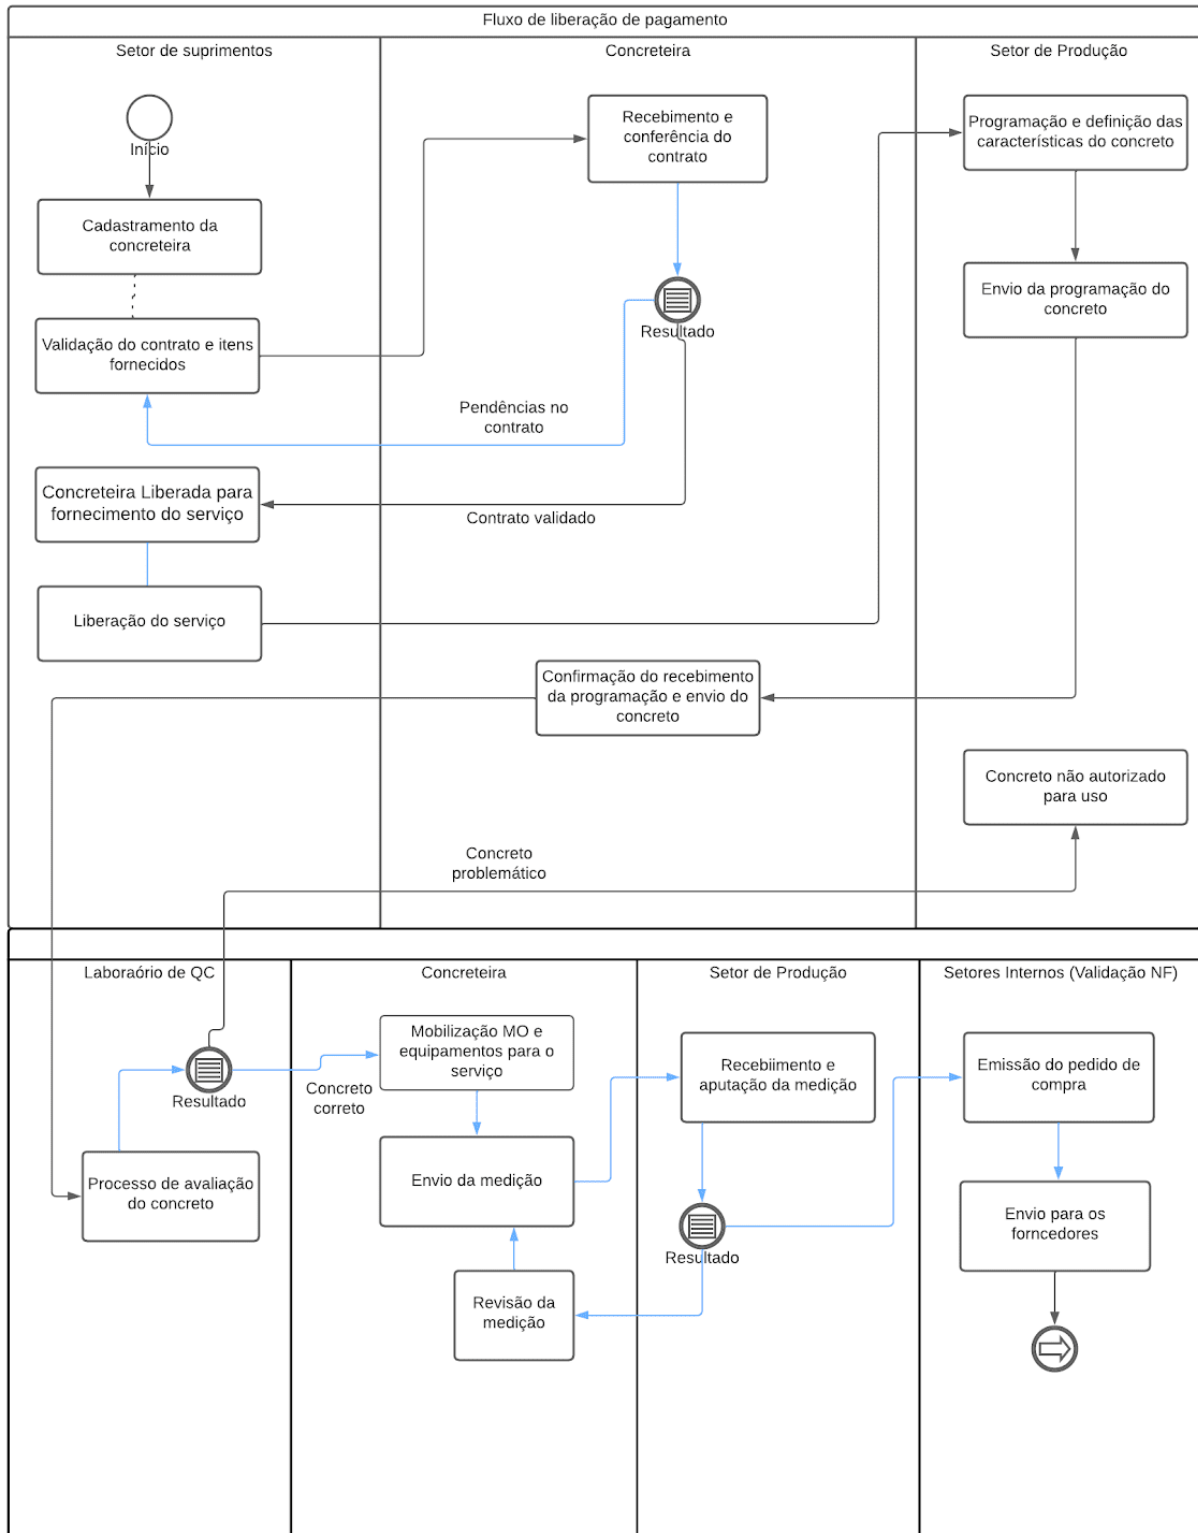 Fluxo de liberação de pagamento
Setor de suprimentos
Concreteira
Setor de Produção
Início
Cadastramento da
concreteira
Validação do contrato e itens
fornecidos
Recebimento e
conferência do
contrato
Resultado
Pendências no
contrato
Contrato validado
Concreteira Liberada para
fornecimento do serviço
Liberação do serviço
Programação e definição das
características do concreto
Envio da programação do
concreto
Confirmação do recebimento
da programação e envio do
concreto
Concreto não autorizado
para uso
Concreto
problemático
Laboraório de QC
Concreteira
Setor de Produção
Setores Internos (Validação NF)
Resultado
Processo de avaliação
do concreto
Concreto
correto
Mobilização MO e
equipamentos para o
serviço
Envio da medição
Revisão da
medição
Recebiimento e
aputação da medição
Resultado
Emissão do pedido de
compra
Envio para os
forncedores